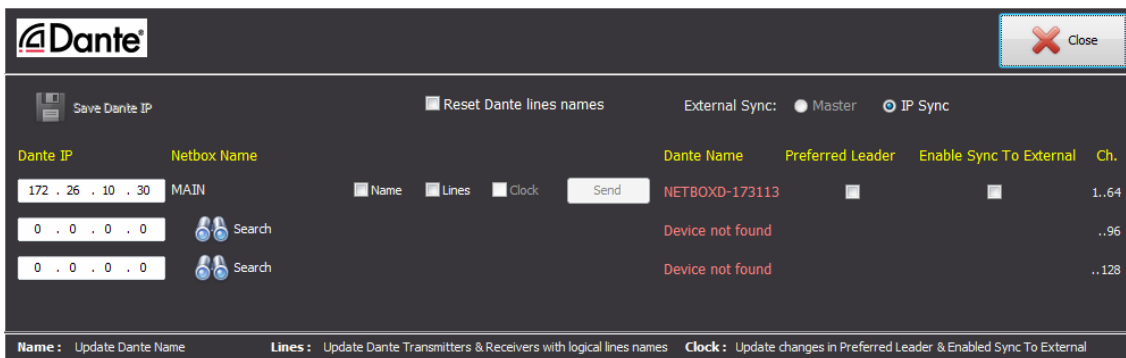 Dante®
Close
Save Dante IP Reset Dante lines names External Sync: Master IP Sync
Dante IP Netbox Name Dante Name Preferred Leader Enable Sync To External Ch.
172 . 26 . 10 . 30 MAIN Name Lines Clock Send NETBOXD-173113 1..64
0 . 0 . 0 . 0 Search Device not found ..96
0 . 0 . 0 . 0 Search Device not found ..128
Name : Update Dante Name Lines : Update Dante Transmitters & Receivers with logical lines names Clock : Update changes in Preferred Leader & Enabled Sync To External